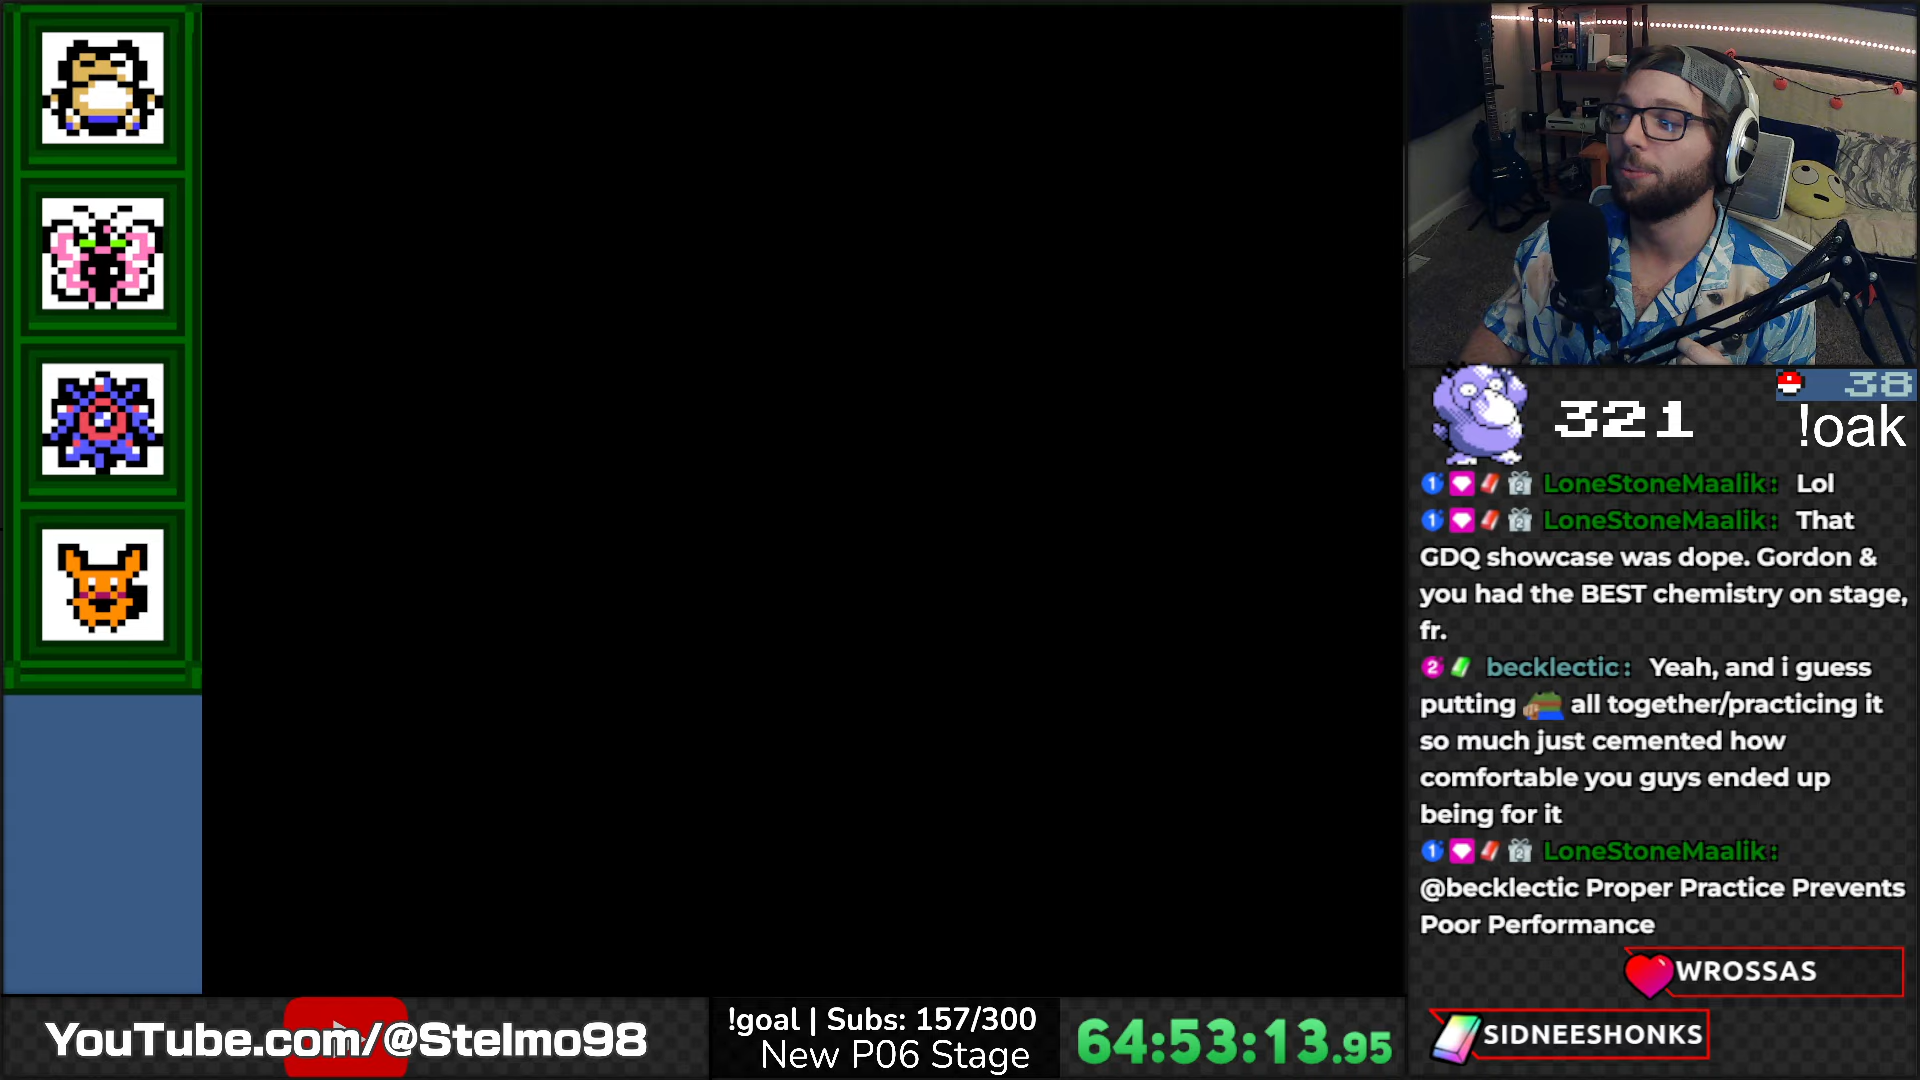 38
321
!oak
LoneStoneMaalik: Lol
LoneStoneMaalik: That
GDQ showcase was dope. Gordon &
you had the BEST chemistry on stage,
fr.
becklectic: Yeah, and i guess
putting all together/practicing it
so much just cemented how
comfortable you guys ended up
being for it
LoneStoneMaalik:
@becklectic Proper Practice Prevents
Poor Performance
WROSSAS
SIDNEESHONKS
YouTube.com/@Stelmo98
!goal | Subs: 157/300
New P06 Stage
64:53:13.95